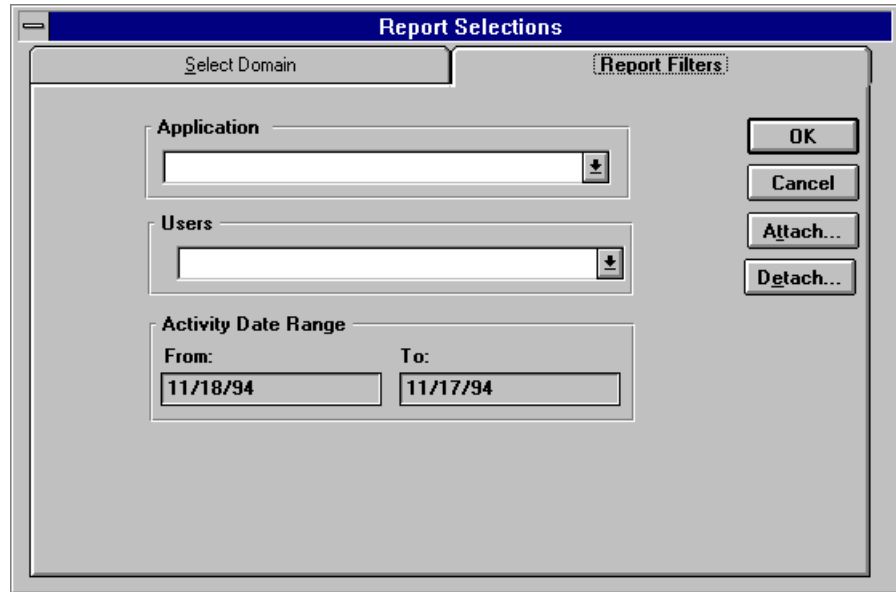 Report Selections
Select Domain
Report Filters
Application
OK
Cancel
Users
Attach...
Detach...
Activity Date Range
From: To:
11/18/94 11/17/94